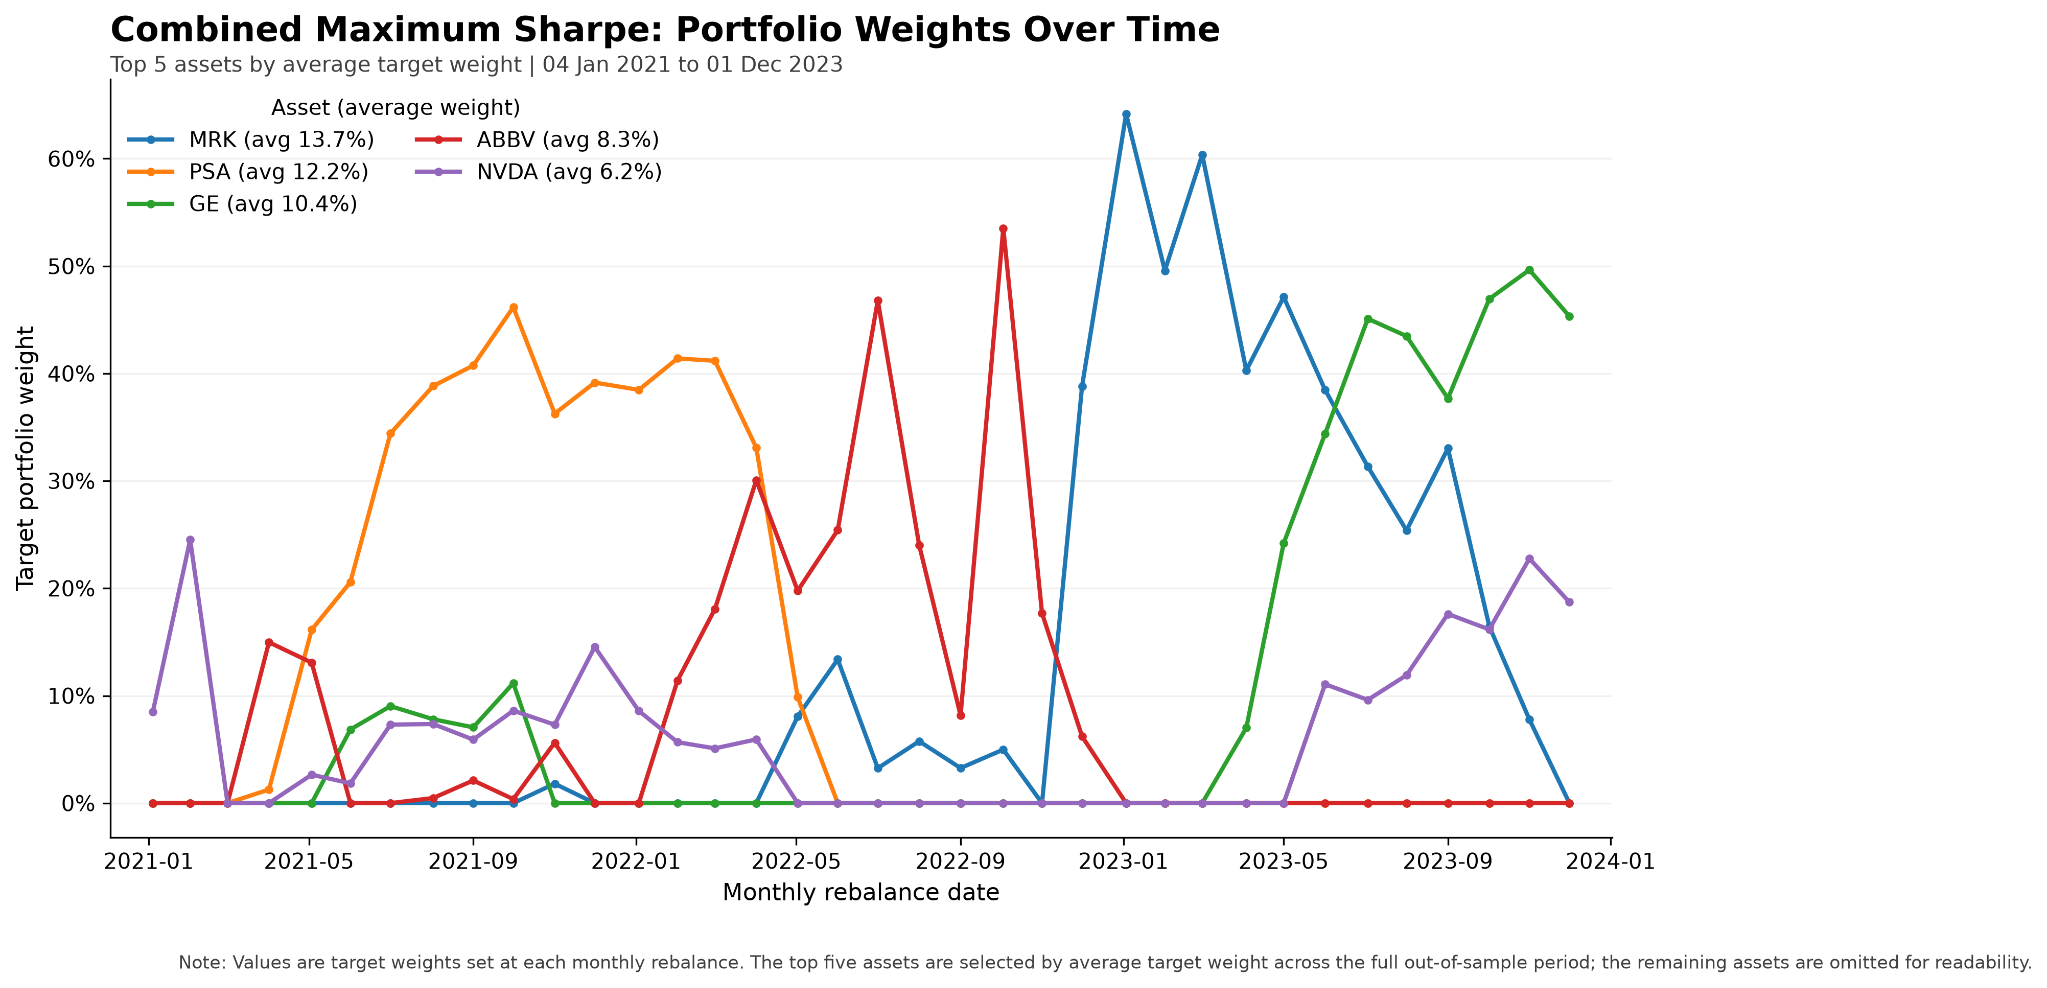 Combined Maximum Sharpe: Portfolio Weights Over Time
Top 5 assets by average target weight | 04 Jan 2021 to 01 Dec 2023
Asset (average weight)
MRK (avg 13.7%)
PSA (avg 12.2%)
GE (avg 10.4%)
ABBV (avg 8.3%)
NVDA (avg 6.2%)
Target portfolio weight
60%
50%
40%
30%
20%
10%
0%
2021-01 2021-05 2021-09 2022-01 2022-05 2022-09 2023-01 2023-05 2023-09 2024-01
Monthly rebalance date
Note: Values are target weights set at each monthly rebalance. The top five assets are selected by average target weight across the full out-of-sample period; the remaining assets are omitted for readability.